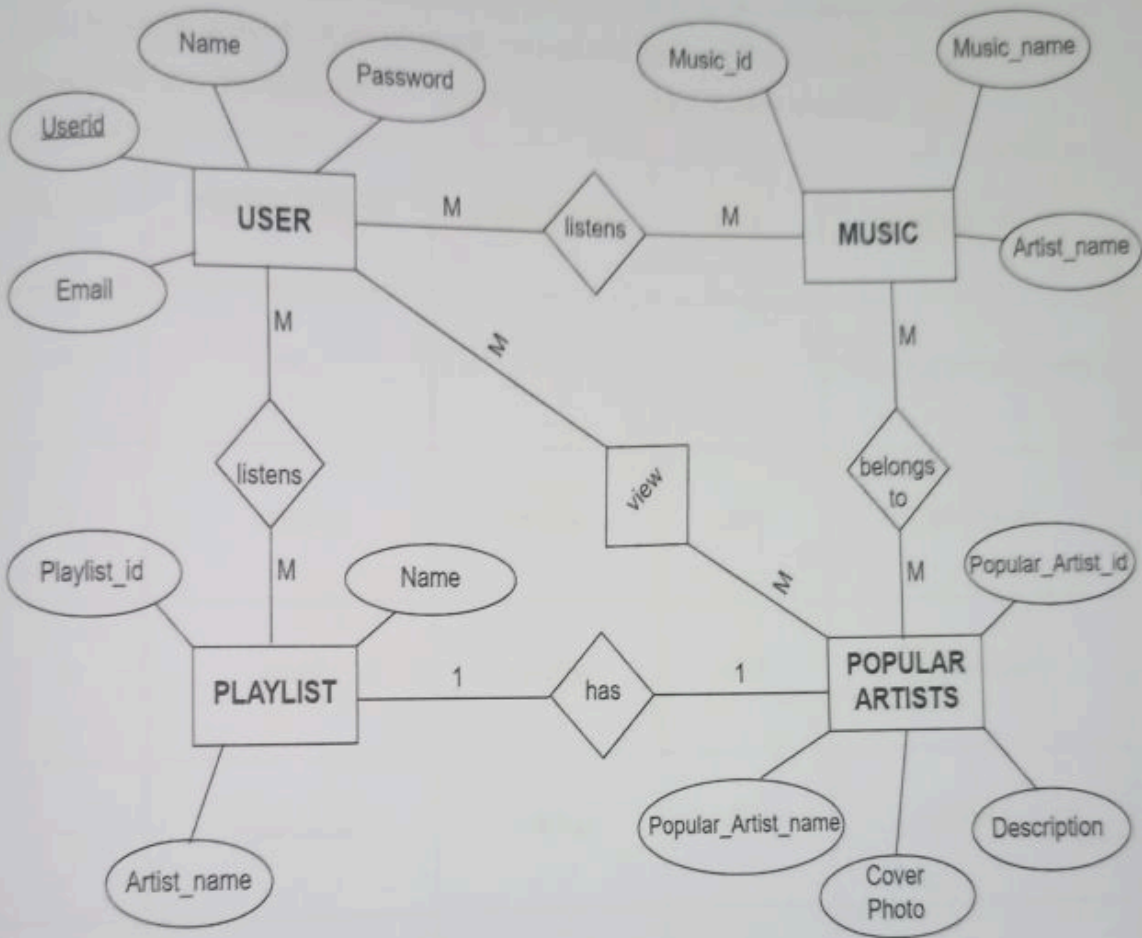 Name
Password
Userid
USER
Email
Music_id
Music_name
M
listens
M
MUSIC
Artist_name
M
M
M
listens
view
belongs
to
M
M
M
Playlist_id
Name
Popular_Artist_id
PLAYLIST
1
has
1
POPULAR
ARTISTS
Artist_name
Popular_Artist_name
Cover
Photo
Description